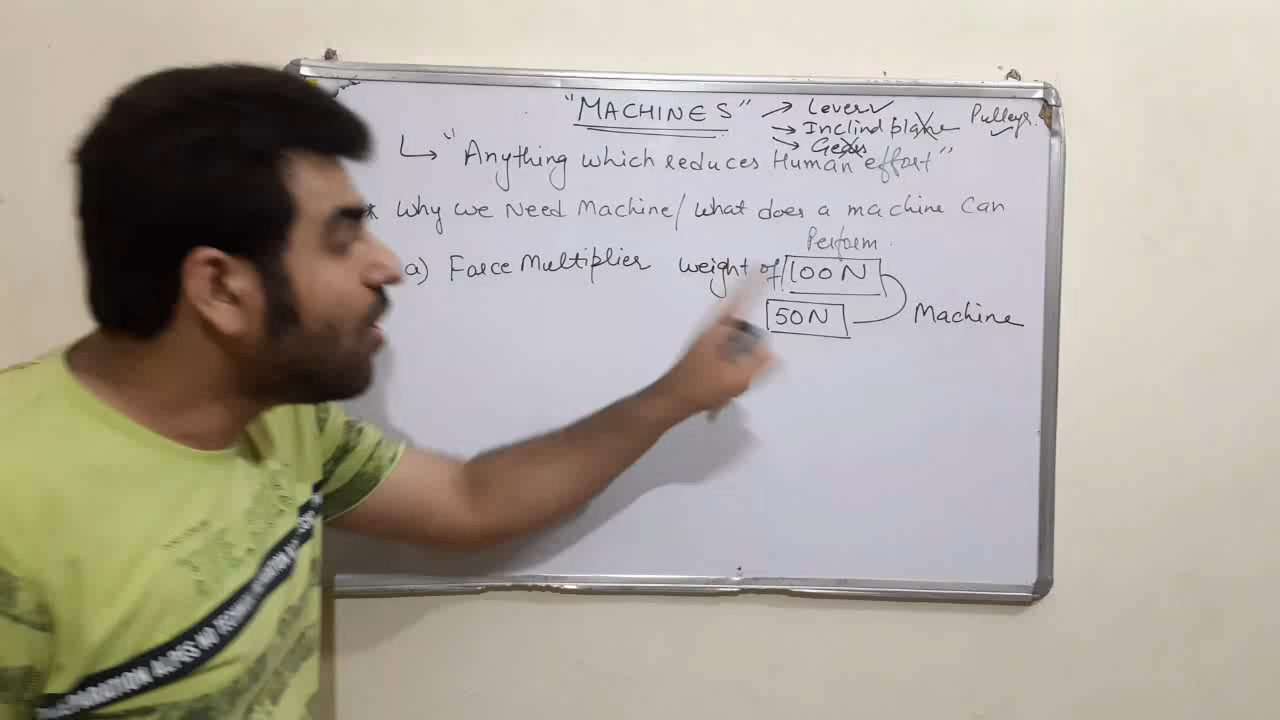 "MACHINES" → Levers
→ Inclind plane Pulleys.
→ Gears
↳ "Anything which reduces Human effort"
* Why we Need Machine/ What does a machine Can
Perform.
a) Force Multiplier weight of 100N
50N Machine